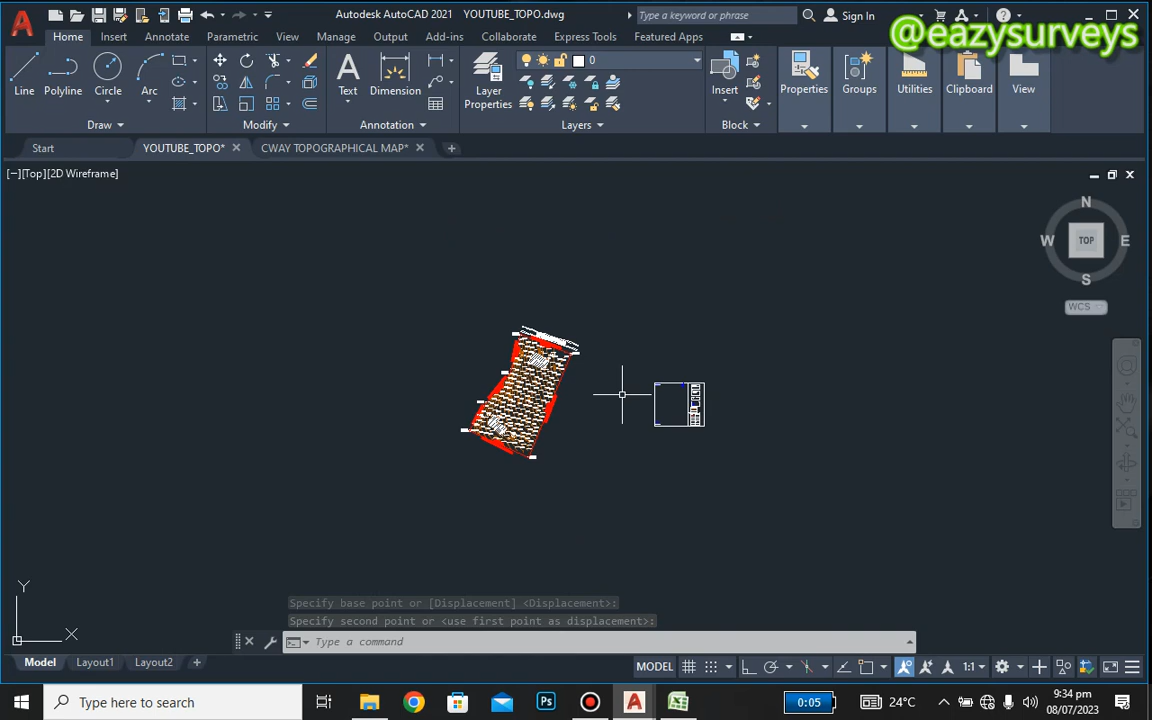 Autodesk AutoCAD 2021 YOUTUBE_TOPO.dwg
Type a keyword or phrase
Sign In
@eazysurveys
Home Insert Annotate Parametric View Manage Output Add-ins Collaborate Express Tools Featured Apps
0
Line Polyline Circle Arc
Text Dimension
Layer Properties
Insert
Properties Groups Utilities Clipboard View
Draw Modify Annotation Layers Block
Start YOUTUBE_TOPO* CWAY TOPOGRAPHICAL MAP*
[−][Top][2D Wireframe]
N
W TOP E
S
WCS
Y
X
Specify base point or [Displacement] <Displacement>:
Specify second point or <use first point as displacement>:
Type a command
Model Layout1 Layout2 +
MODEL 1:1
Type here to search
Ps
0:05
24°C
9:34 pm
08/07/2023